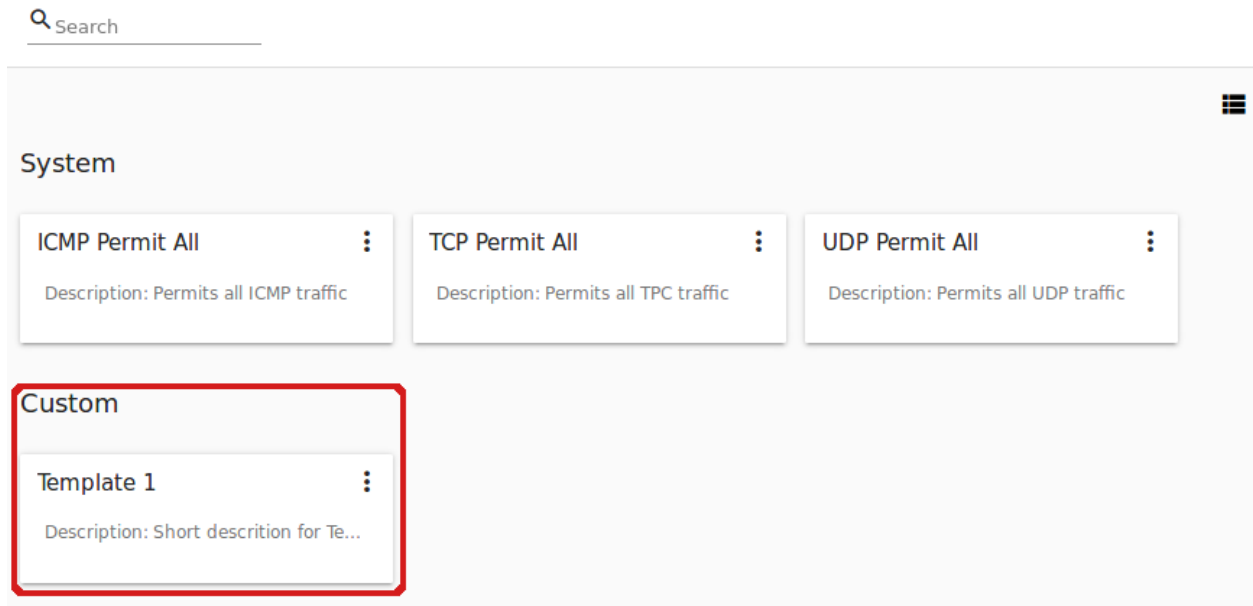 Search
System
ICMP Permit All
TCP Permit All
UDP Permit All
Description: Permits all ICMP traffic
Description: Permits all TPC traffic
Description: Permits all UDP traffic
Custom
Template 1
Description: Short descrition for Te...